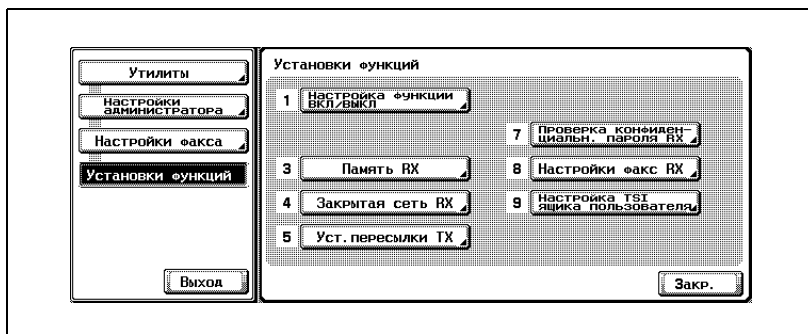 Утилиты
Настройки
администратора
Настройки факса
Установки функций
Выход
Установки функций
1 Настройка функции
вкл/выкл
3 Память RX
4 Закрытая сеть RX
5 Уст.пересылки TX
7 Проверка конфиден-
циальн. пароля RX
8 Настройки факс RX
9 Настройка TSI
ящика пользователя
Закр.